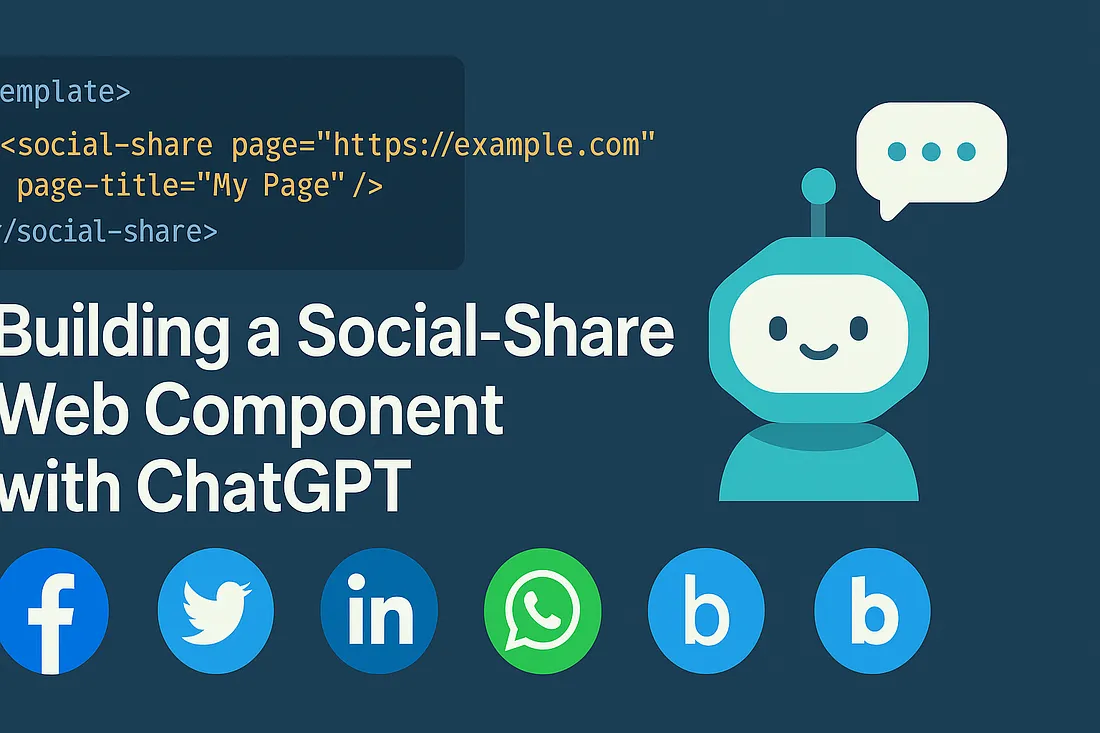 emplate>
<social-share page="https://example.com"
page-title="My Page" />
/social-share>
Building a Social-Share
Web Component
with ChatGPT
f
in
b
b